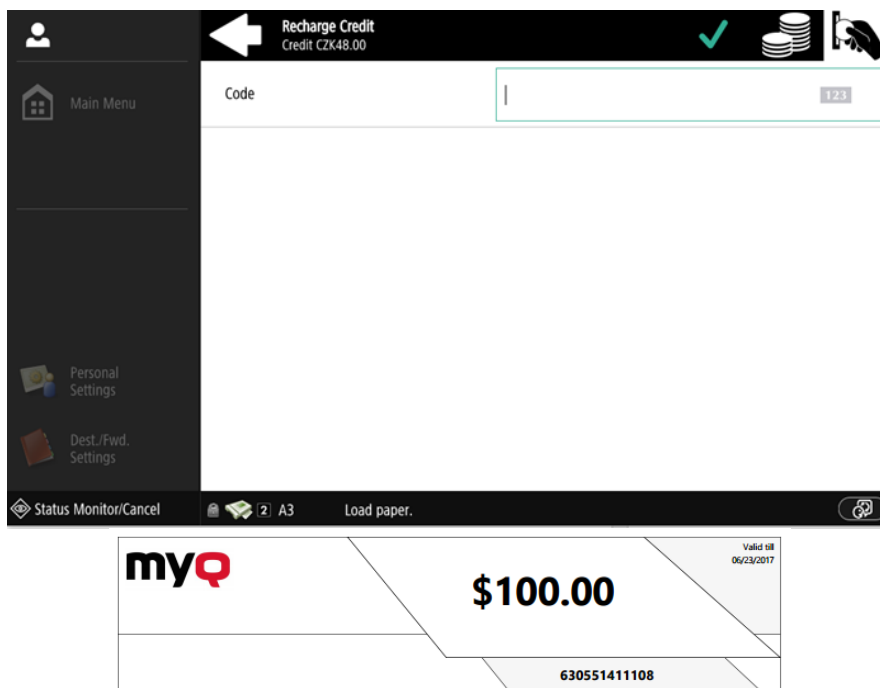 Recharge Credit
Credit CZK48.00
Main Menu
Code
123
Personal
Settings
Dest./Fwd.
Settings
Status Monitor/Cancel
2 A3 Load paper.
myQ
$100.00
Valid till
06/23/2017
630551411108